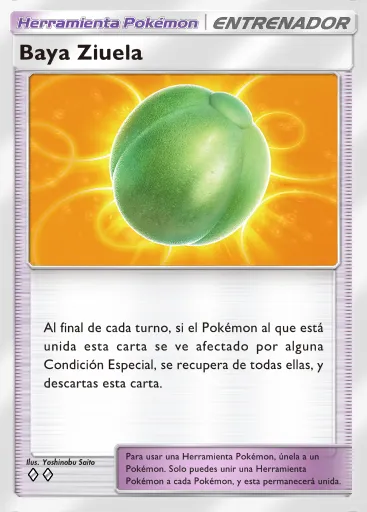 Herramienta Pokémon ENTRENADOR
Baya Ziuela
Al final de cada turno, si el Pokémon al que está
unida esta carta se ve afectado por alguna
Condición Especial, se recupera de todas ellas, y
descartas esta carta.
Ilus. Yoshinobu Saito
Para usar una Herramienta Pokémon, únela a un
Pokémon. Solo puedes unir una Herramienta
Pokémon a cada Pokémon, y esta permanecerá unida.